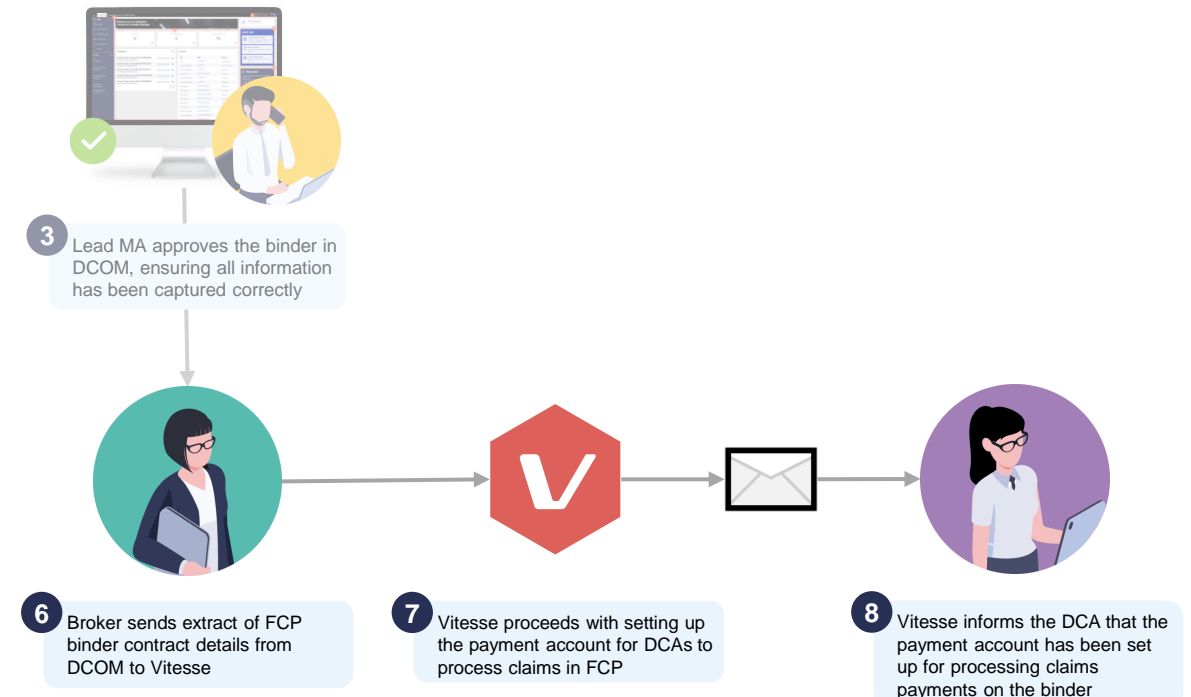 3
Lead MA approves the binder in
DCOM, ensuring all information
has been captured correctly
6
Broker sends extract of FCP
binder contract details from
DCOM to Vitesse
7
Vitesse proceeds with setting up
the payment account for DCAs to
process claims in FCP
8
Vitesse informs the DCA that the
payment account has been set
up for processing claims
payments on the binder